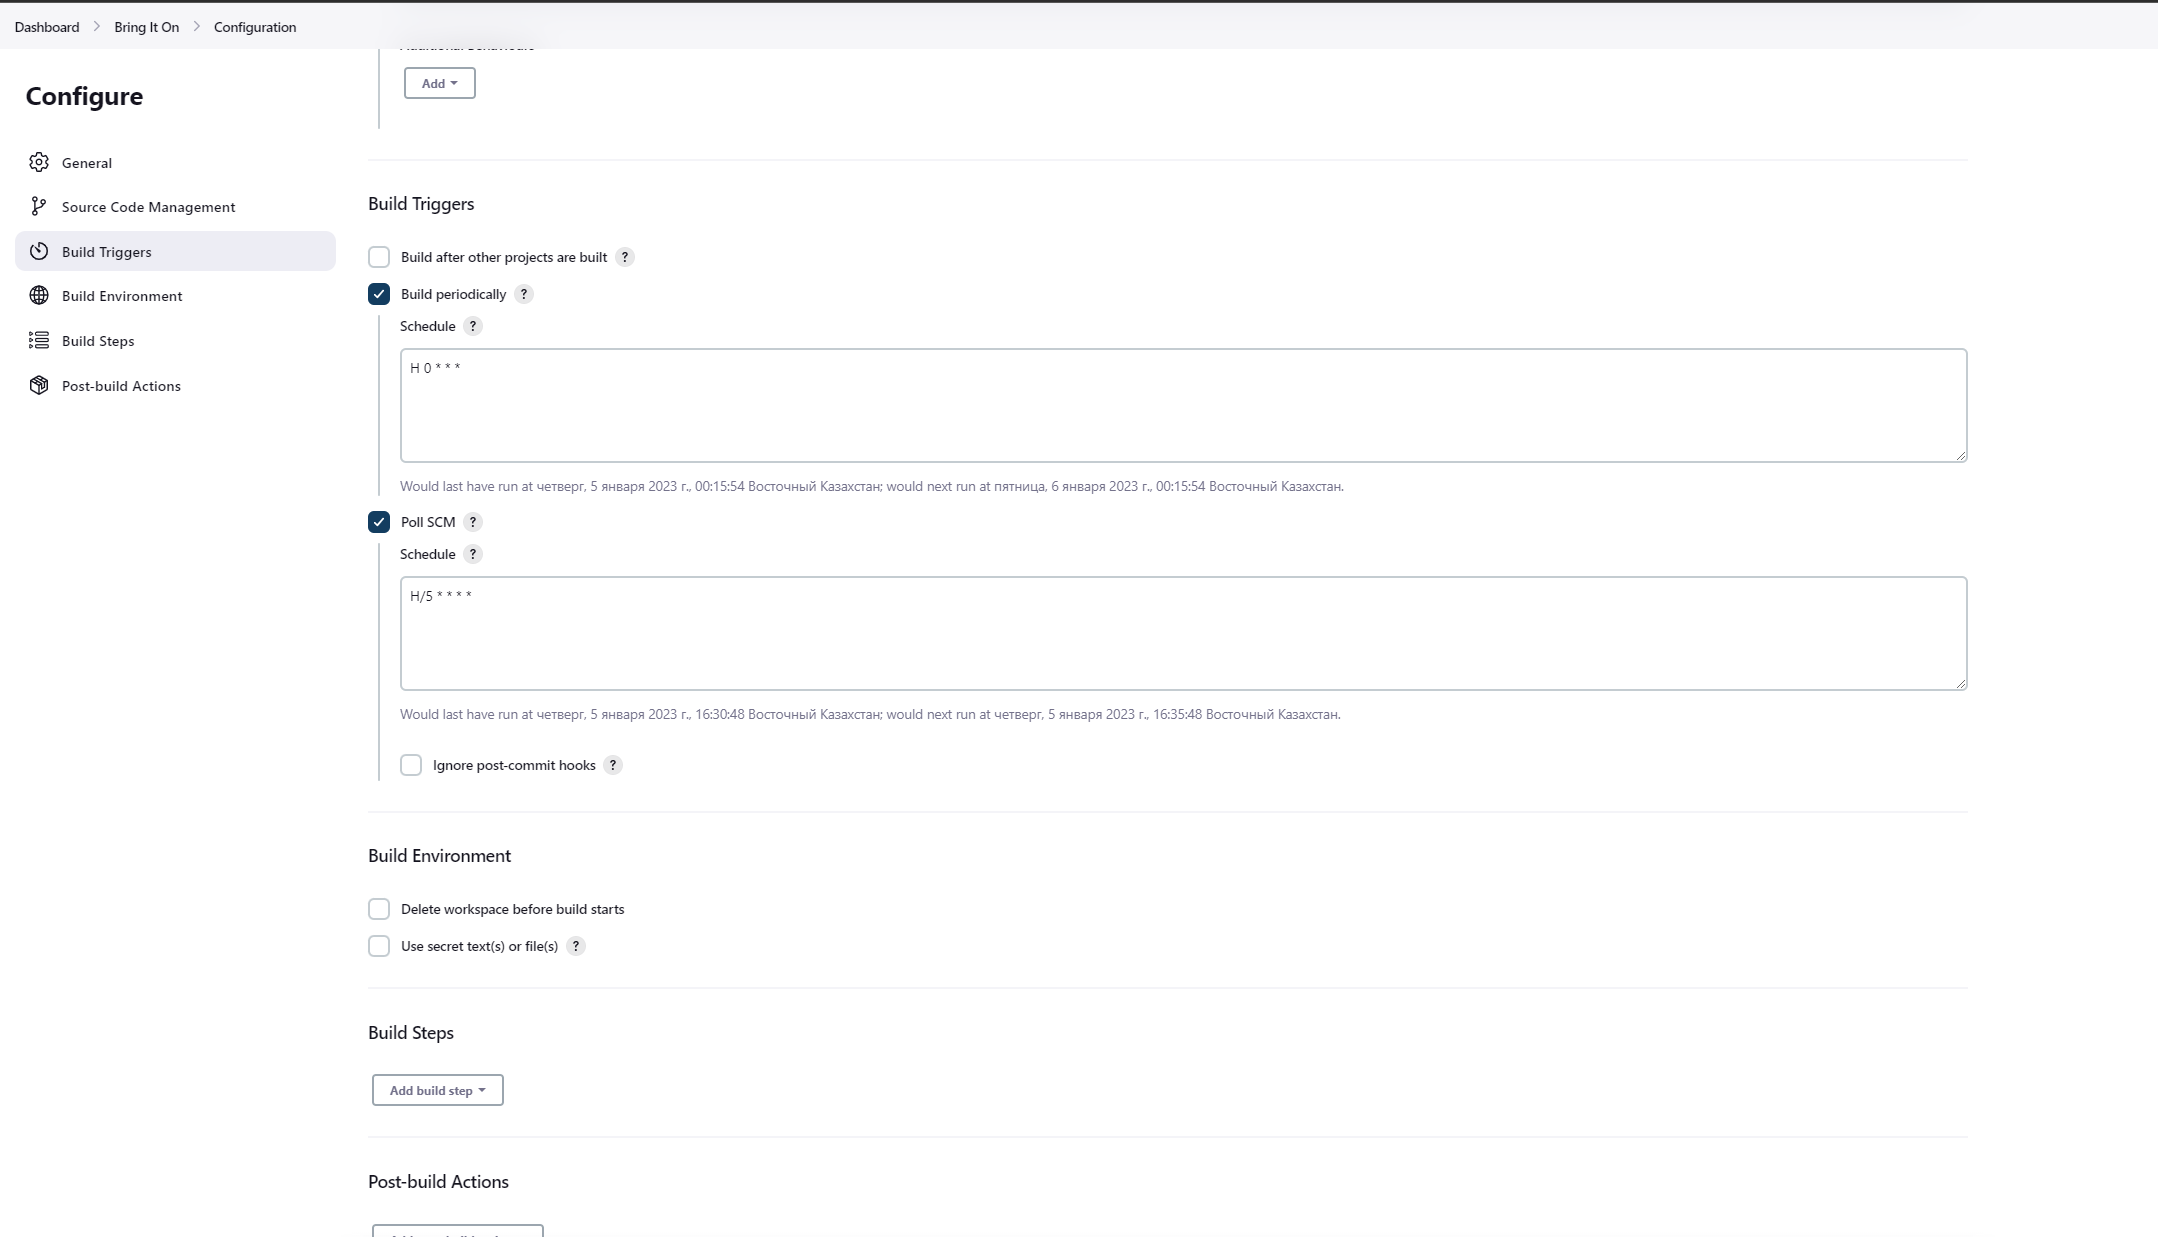 Dashboard
Bring It On
Configuration
Configure
General
Source Code Management
Build Triggers
Build Environment
Build Steps
Post-build Actions
Add
Build Triggers
Build after other projects are built ?
Build periodically ?
Schedule ?
H 0 * * *
Would last have run at четверг, 5 января 2023 г., 00:15:54 Восточный Казахстан; would next run at пятница, 6 января 2023 г., 00:15:54 Восточный Казахстан.
Poll SCM ?
Schedule ?
H/5 * * * *
Would last have run at четверг, 5 января 2023 г., 16:30:48 Восточный Казахстан; would next run at четверг, 5 января 2023 г., 16:35:48 Восточный Казахстан.
Ignore post-commit hooks ?
Build Environment
Delete workspace before build starts
Use secret text(s) or file(s) ?
Build Steps
Add build step
Post-build Actions